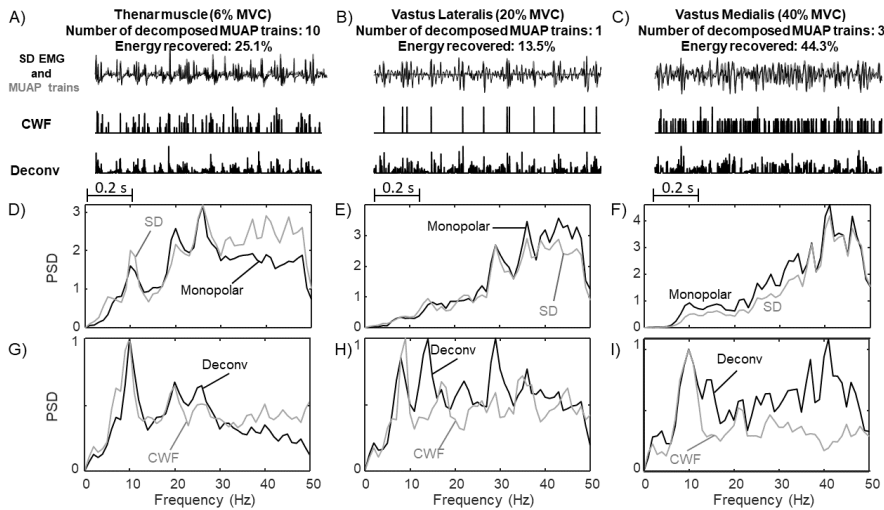 A) Thenar muscle (6% MVC)
Number of decomposed MUAP trains: 10
Energy recovered: 25.1%
B) Vastus Lateralis (20% MVC)
Number of decomposed MUAP trains: 1
Energy recovered: 13.5%
C) Vastus Medialis (40% MVC)
Number of decomposed MUAP trains: 3
Energy recovered: 44.3%
SD EMG
and
MUAP trains
CWF
Deconv
0.2 s
0.2 s
0.2 s
D)
3
2
1
0
PSD
SD
Monopolar
E)
4
3
2
1
0
Monopolar
SD
F)
4
3
2
1
0
Monopolar
SD
G)
1
0
PSD
Deconv
CWF
0 10 20 30 40 50
Frequency (Hz)
H)
1
0
Deconv
CWF
0 10 20 30 40 50
Frequency (Hz)
I)
1
0
Deconv
CWF
0 10 20 30 40 50
Frequency (Hz)